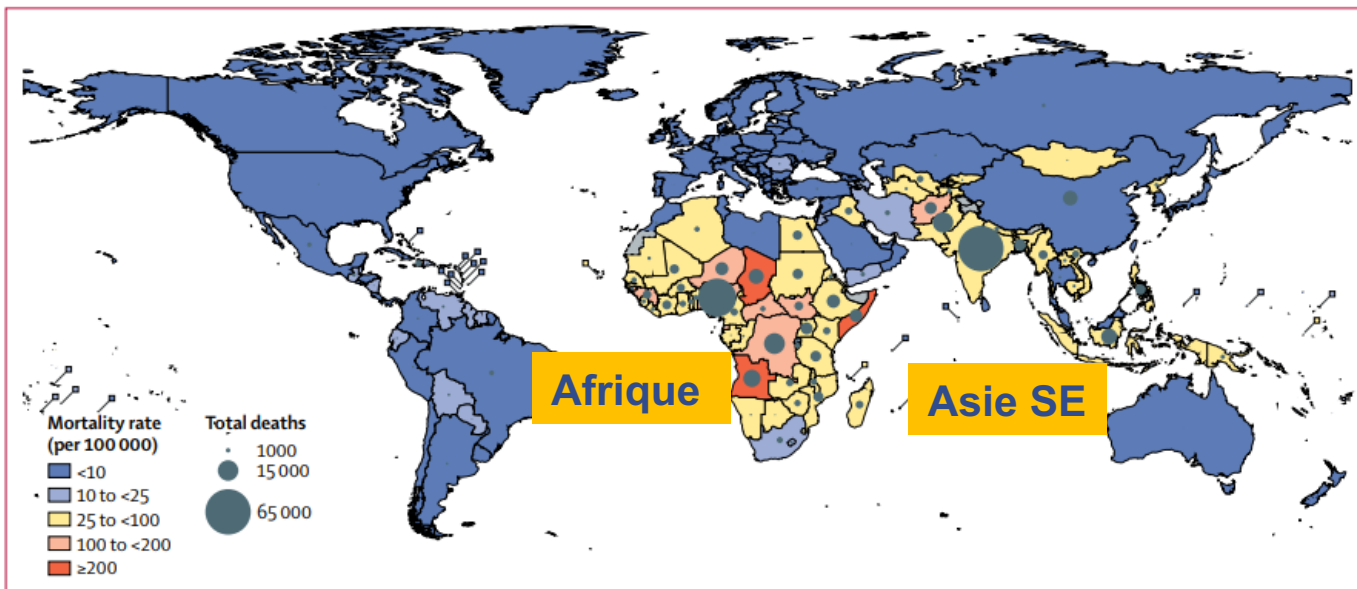 Afrique
Asie SE
Mortality rate
(per 100 000)
<10
10 to <25
25 to <100
100 to <200
≥200
Total deaths
1000
15 000
65 000